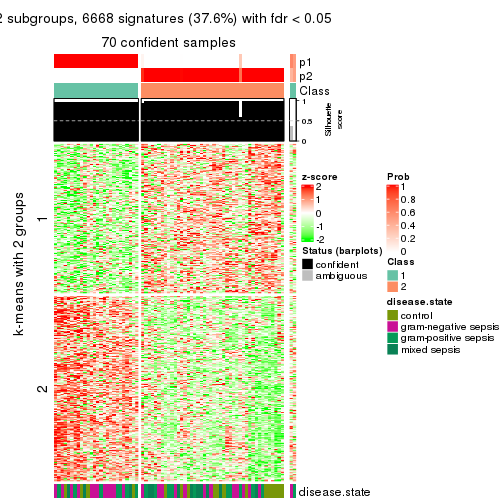 2 subgroups, 6668 signatures (37.6%) with fdr < 0.05
70 confident samples
p1
p2
Class
1
0.5
0
Silhouette
score
k-means with 2 groups
1
2
disease.state
z-score
2
1
0
-1
-2
Status (barplots)
confident
ambiguous
Prob
1
0.8
0.6
0.4
0.2
0
Class
1
2
disease.state
control
gram-negative sepsis
gram-positive sepsis
mixed sepsis